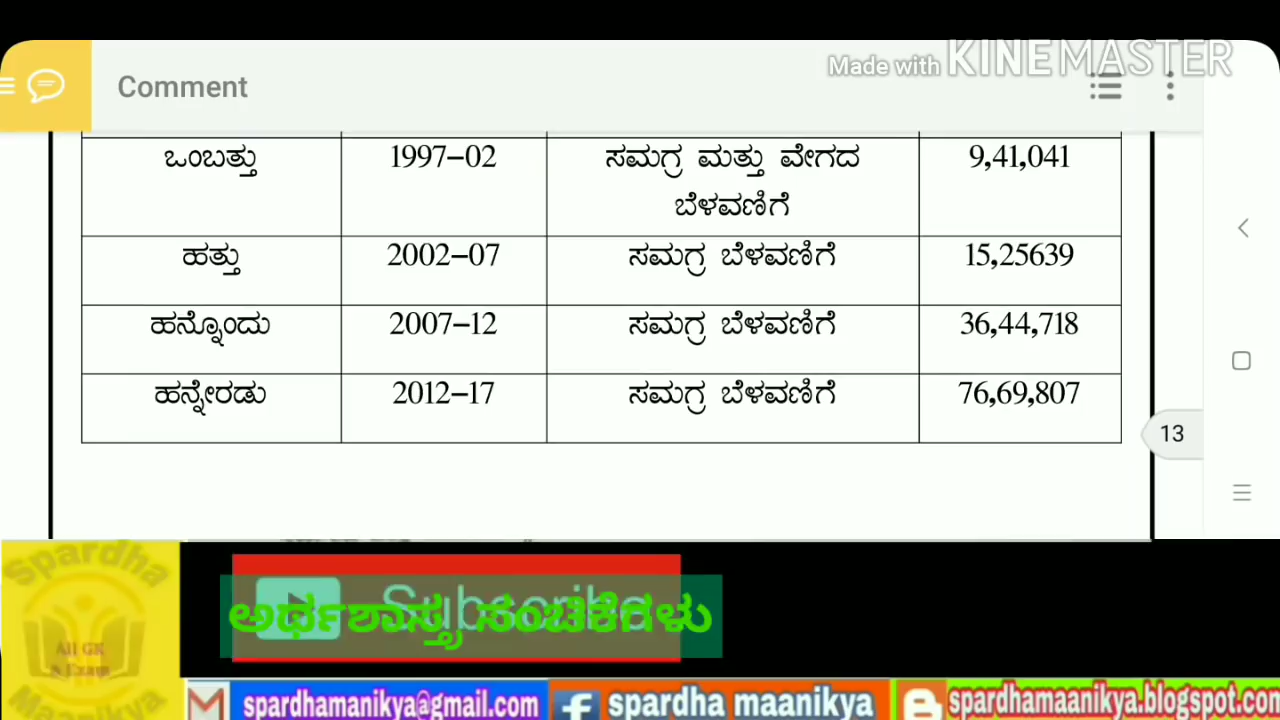 Made with KINEMASTER
Comment
ಒಂಬತ್ತು 1997–02 ಸಮಗ್ರ ಮತ್ತು ವೇಗದ ಬೆಳವಣಿಗೆ 9,41,041
ಹತ್ತು 2002–07 ಸಮಗ್ರ ಬೆಳವಣಿಗೆ 15,25639
ಹನ್ನೊಂದು 2007–12 ಸಮಗ್ರ ಬೆಳವಣಿಗೆ 36,44,718
ಹನ್ನೇರಡು 2012–17 ಸಮಗ್ರ ಬೆಳವಣಿಗೆ 76,69,807
13
Spardha
All GK
& Exam
Maanikya
Subscribe
ಅರ್ಥಶಾಸ್ತ್ರ ಸಂಚಿಕೆಗಳು
spardhamanikya@gmail.com
spardha maanikya
spardhamaanikya.blogspot.com